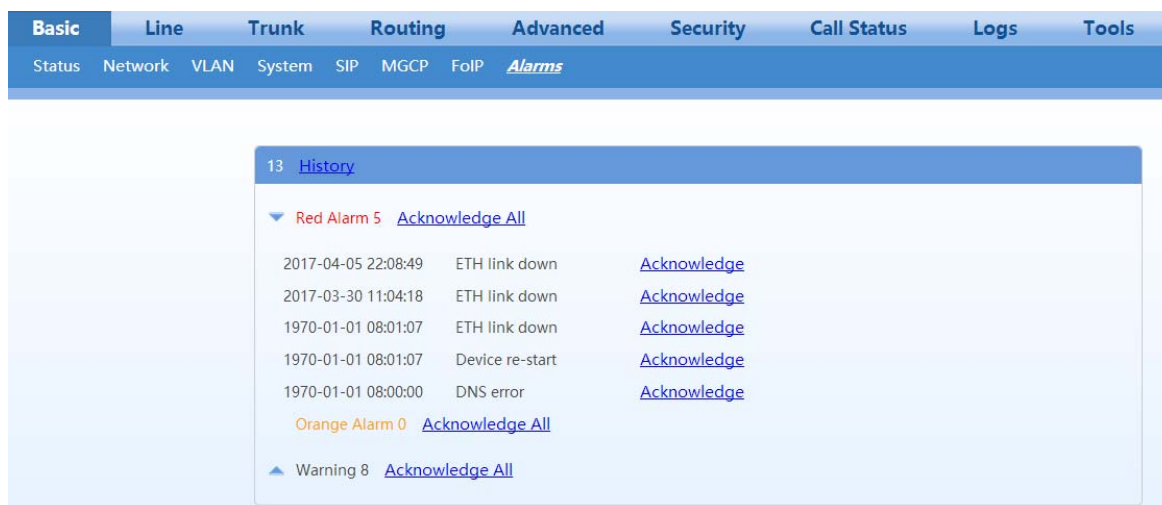 Basic Line Trunk Routing Advanced Security Call Status Logs Tools
Status Network VLAN System SIP MGCP FoIP Alarms
13 History
Red Alarm 5 Acknowledge All
2017-04-05 22:08:49 ETH link down Acknowledge
2017-03-30 11:04:18 ETH link down Acknowledge
1970-01-01 08:01:07 ETH link down Acknowledge
1970-01-01 08:01:07 Device re-start Acknowledge
1970-01-01 08:00:00 DNS error Acknowledge
Orange Alarm 0 Acknowledge All
Warning 8 Acknowledge All